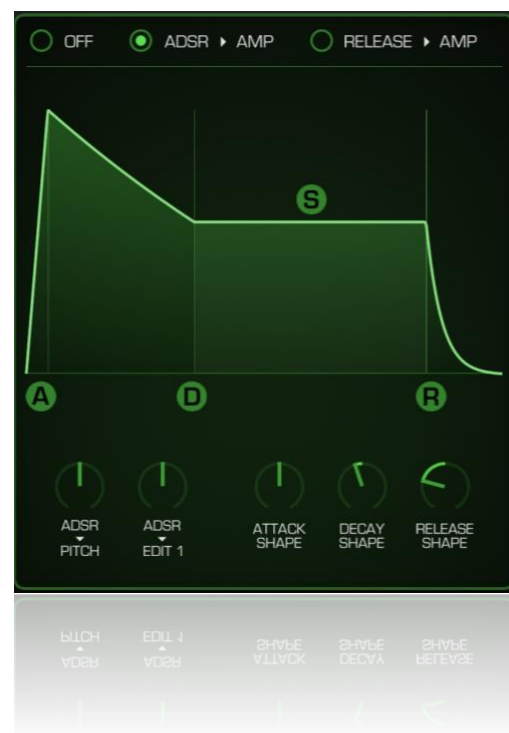 OFF
ADSR ▸ AMP
RELEASE ▸ AMP
S
A
D
R
ADSR
▾
PITCH
ADSR
▾
EDIT 1
ATTACK
SHAPE
DECAY
SHAPE
RELEASE
SHAPE